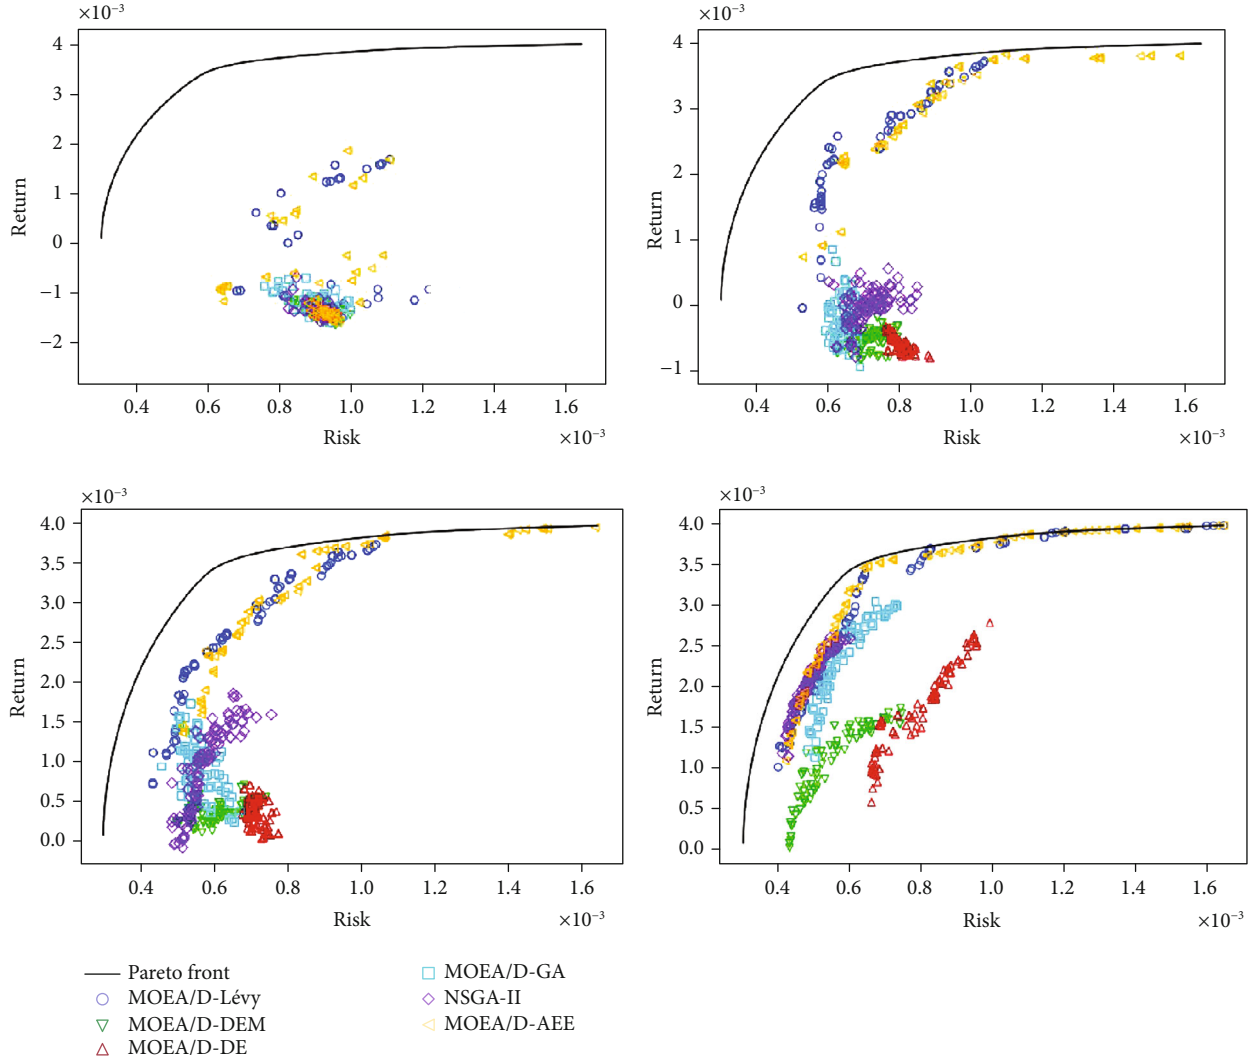 ×10⁻³
4
3
2
1
0
−1
−2
Return
0.4 0.6 0.8 1.0 1.2 1.4 1.6
Risk
×10⁻³
×10⁻³
4
3
2
1
0
−1
Return
0.4 0.6 0.8 1.0 1.2 1.4 1.6
Risk
×10⁻³
×10⁻³
4.0
3.5
3.0
2.5
2.0
1.5
1.0
0.5
0.0
Return
0.4 0.6 0.8 1.0 1.2 1.4 1.6
Risk
×10⁻³
×10⁻³
4.0
3.5
3.0
2.5
2.0
1.5
1.0
0.5
0.0
Return
0.4 0.6 0.8 1.0 1.2 1.4 1.6
Risk
×10⁻³
Pareto front
MOEA/D-Lévy
MOEA/D-DEM
MOEA/D-DE
MOEA/D-GA
NSGA-II
MOEA/D-AEE